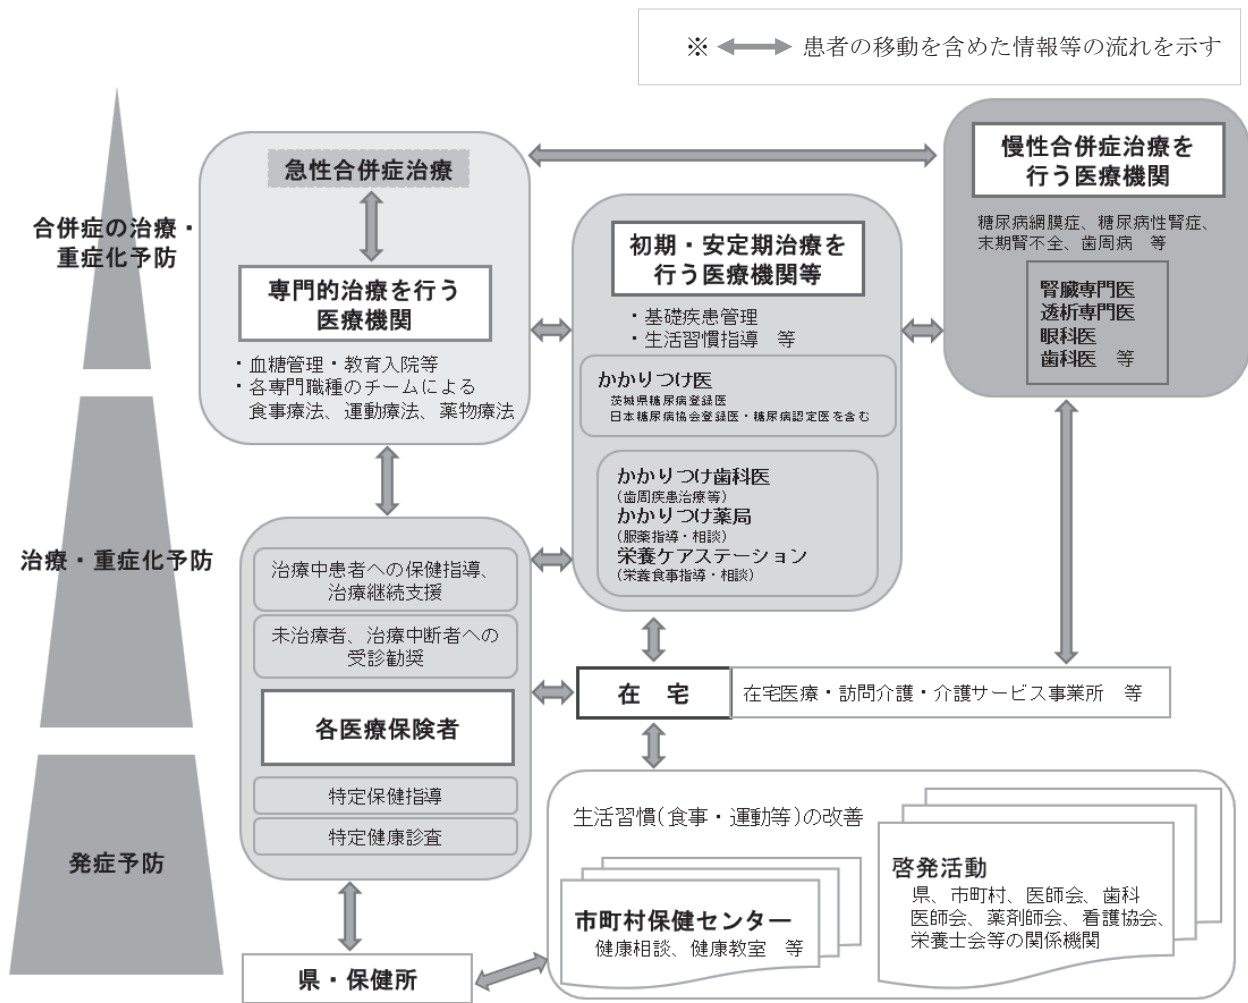 ※ 患者の移動を含めた情報等の流れを示す
合併症の治療・
重症化予防
治療・重症化予防
発症予防
急性合併症治療
専門的治療を行う
医療機関
・血糖管理・教育入院等
・各専門職種のチームによる
食事療法、運動療法、薬物療法
初期・安定期治療を
行う医療機関等
・基礎疾患管理
・生活習慣指導　等
かかりつけ医
茨城県糖尿病登録医
日本糖尿病協会登録医・糖尿病認定医を含む
かかりつけ歯科医
(歯周疾患治療等)
かかりつけ薬局
(服薬指導・相談)
栄養ケアステーション
(栄養食事指導・相談)
慢性合併症治療を
行う医療機関
糖尿病網膜症、糖尿病性腎症、
末期腎不全、歯周病　等
腎臓専門医
透析専門医
眼科医
歯科医　等
治療中患者への保健指導、
治療継続支援
未治療者、治療中断者への
受診勧奨
各医療保険者
特定保健指導
特定健康診査
在　宅
在宅医療・訪問介護・介護サービス事業所　等
生活習慣(食事・運動等)の改善
市町村保健センター
健康相談、健康教室　等
啓発活動
県、市町村、医師会、歯科
医師会、薬剤師会、看護協会、
栄養士会等の関係機関
県・保健所